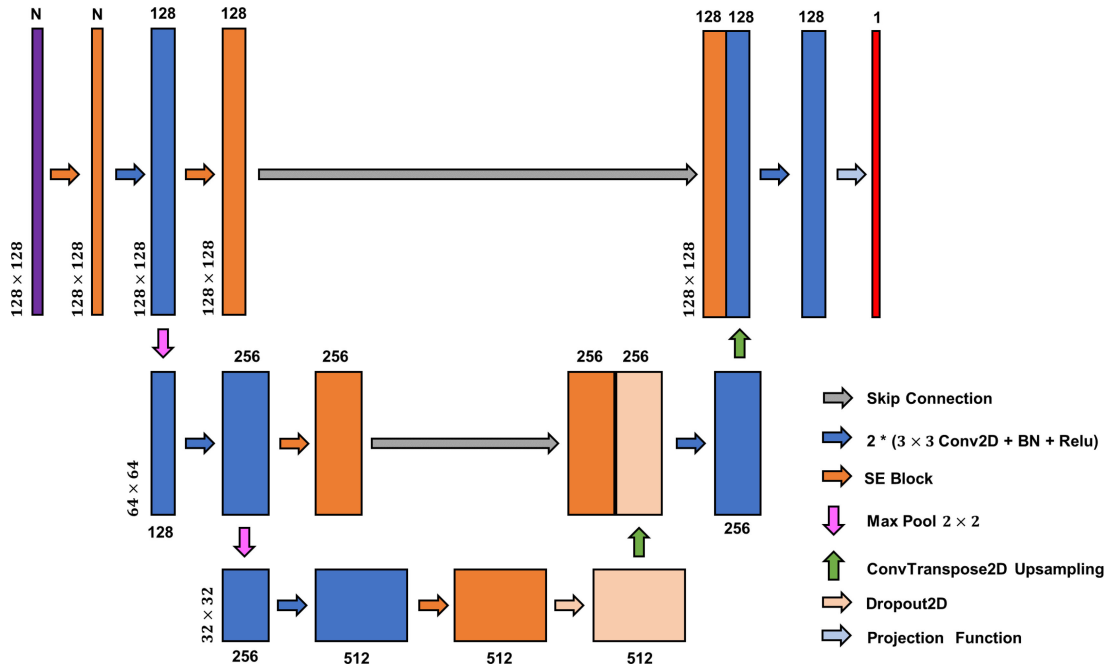 N
N
128
128
128 128
128
1
128 × 128
128 × 128
128 × 128
128 × 128
128 × 128
256
256
256
256
64 × 64
128
256
32 × 32
256
512
512
512
Skip Connection
2 * (3 × 3 Conv2D + BN + Relu)
SE Block
Max Pool 2 × 2
ConvTranspose2D Upsampling
Dropout2D
Projection Function